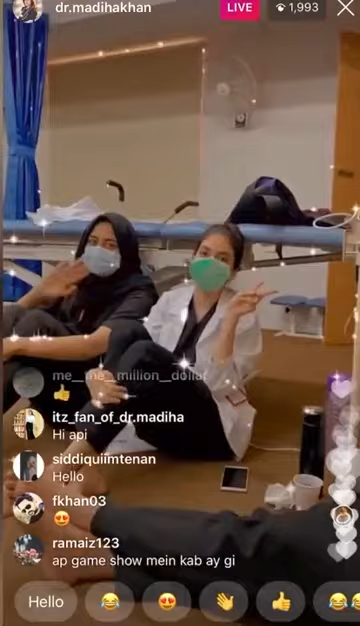 dr.madihakhan
LIVE
1,993
me__the__million__dollar
👍
itz_fan_of_dr.madiha
Hi api
siddiquiimtenan
Hello
fkhan03
😍
ramaiz123
ap game show mein kab ay gi
Hello 😂 😍 👋 👍 😂